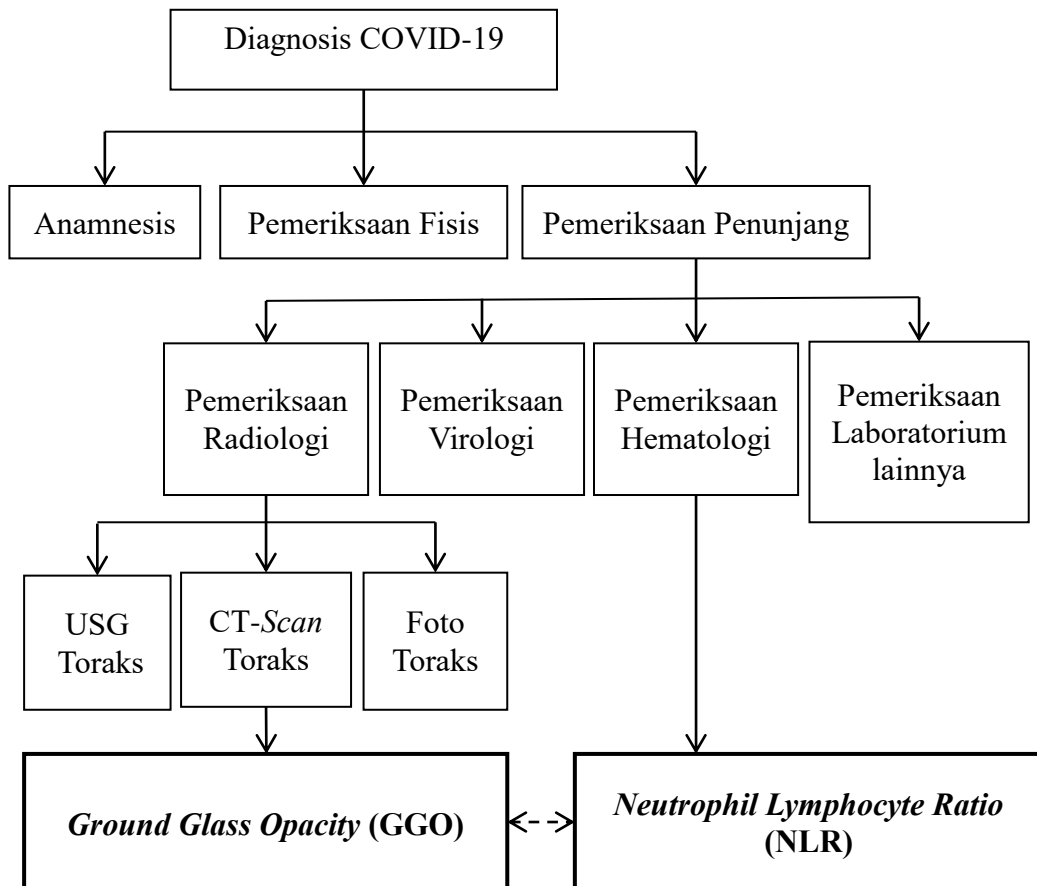 Diagnosis COVID-19
Anamnesis
Pemeriksaan Fisis
Pemeriksaan Penunjang
Pemeriksaan
Radiologi
Pemeriksaan
Virologi
Pemeriksaan
Hematologi
Pemeriksaan
Laboratorium
lainnya
USG
Toraks
CT-Scan
Toraks
Foto
Toraks
Ground Glass Opacity (GGO)
Neutrophil Lymphocyte Ratio
(NLR)